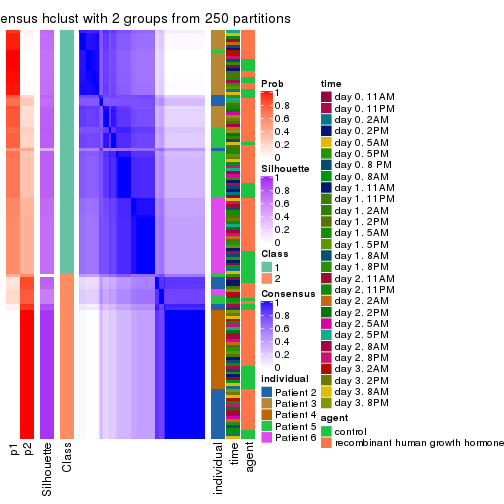 ensus hclust with 2 groups from 250 partitions
Prob
1
0.8
0.6
0.4
0.2
0
Silhouette
1
0.8
0.6
0.4
0.2
0
Class
1
2
Consensus
1
0.8
0.6
0.4
0.2
0
individual
Patient 2
Patient 3
Patient 4
Patient 5
Patient 6
time
day 0. 11AM
day 0. 11PM
day 0. 2AM
day 0. 2PM
day 0. 5AM
day 0. 5PM
day 0. 8 PM
day 0. 8AM
day 1. 11AM
day 1. 11PM
day 1. 2AM
day 1. 2PM
day 1. 5AM
day 1. 5PM
day 1. 8AM
day 1. 8PM
day 2. 11AM
day 2. 11PM
day 2. 2AM
day 2. 2PM
day 2. 5AM
day 2. 5PM
day 2. 8AM
day 2. 8PM
day 3. 2AM
day 3. 2PM
day 3. 8AM
day 3. 8PM
agent
control
recombinant human growth hormone
p1
p2
Silhouette
Class
individual
time
agent